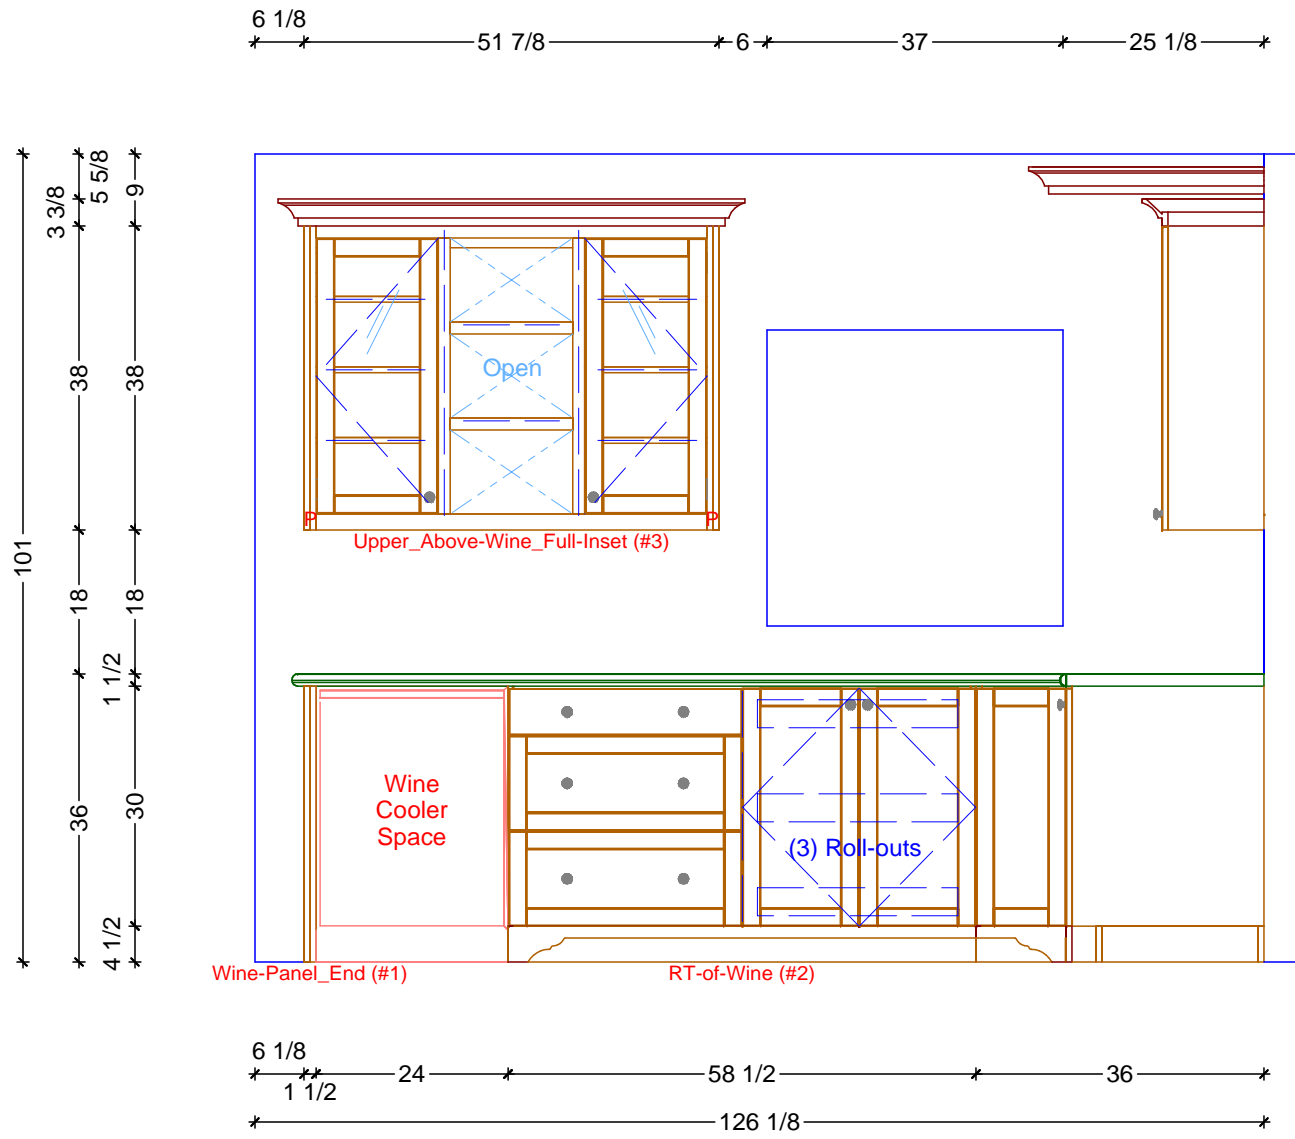 6 1/8
51 7/8
6
37
25 1/8
101
3 3/8
5 5/8
9
38
38
18
18
1 1/2
36
30
4 1/2
Open
P
P
Upper_Above-Wine_Full-Inset (#3)
Wine
Cooler
Space
(3) Roll-outs
Wine-Panel_End (#1)
RT-of-Wine (#2)
6 1/8
1 1/2
24
58 1/2
36
126 1/8